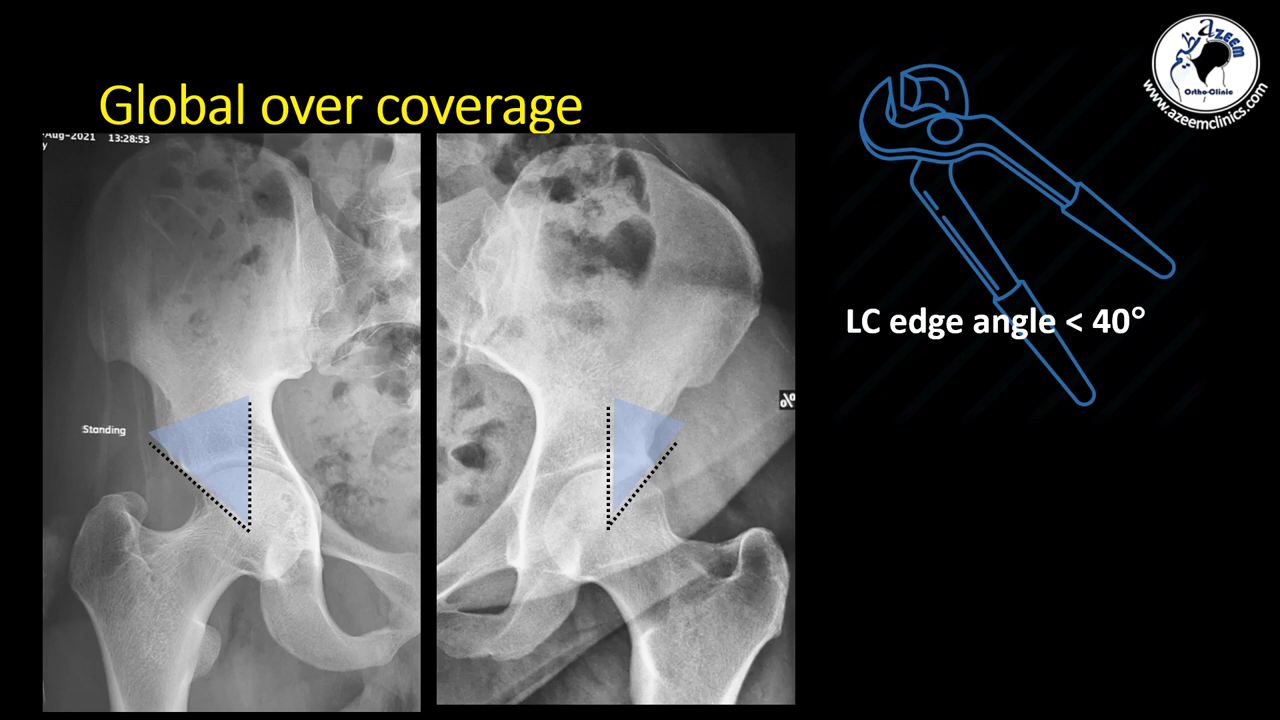 Global over coverage
Aug-2021 13:28:53
y
Standing
LC edge angle < 40°
azeem
Ortho-Clinic
www.azeemclinics.com